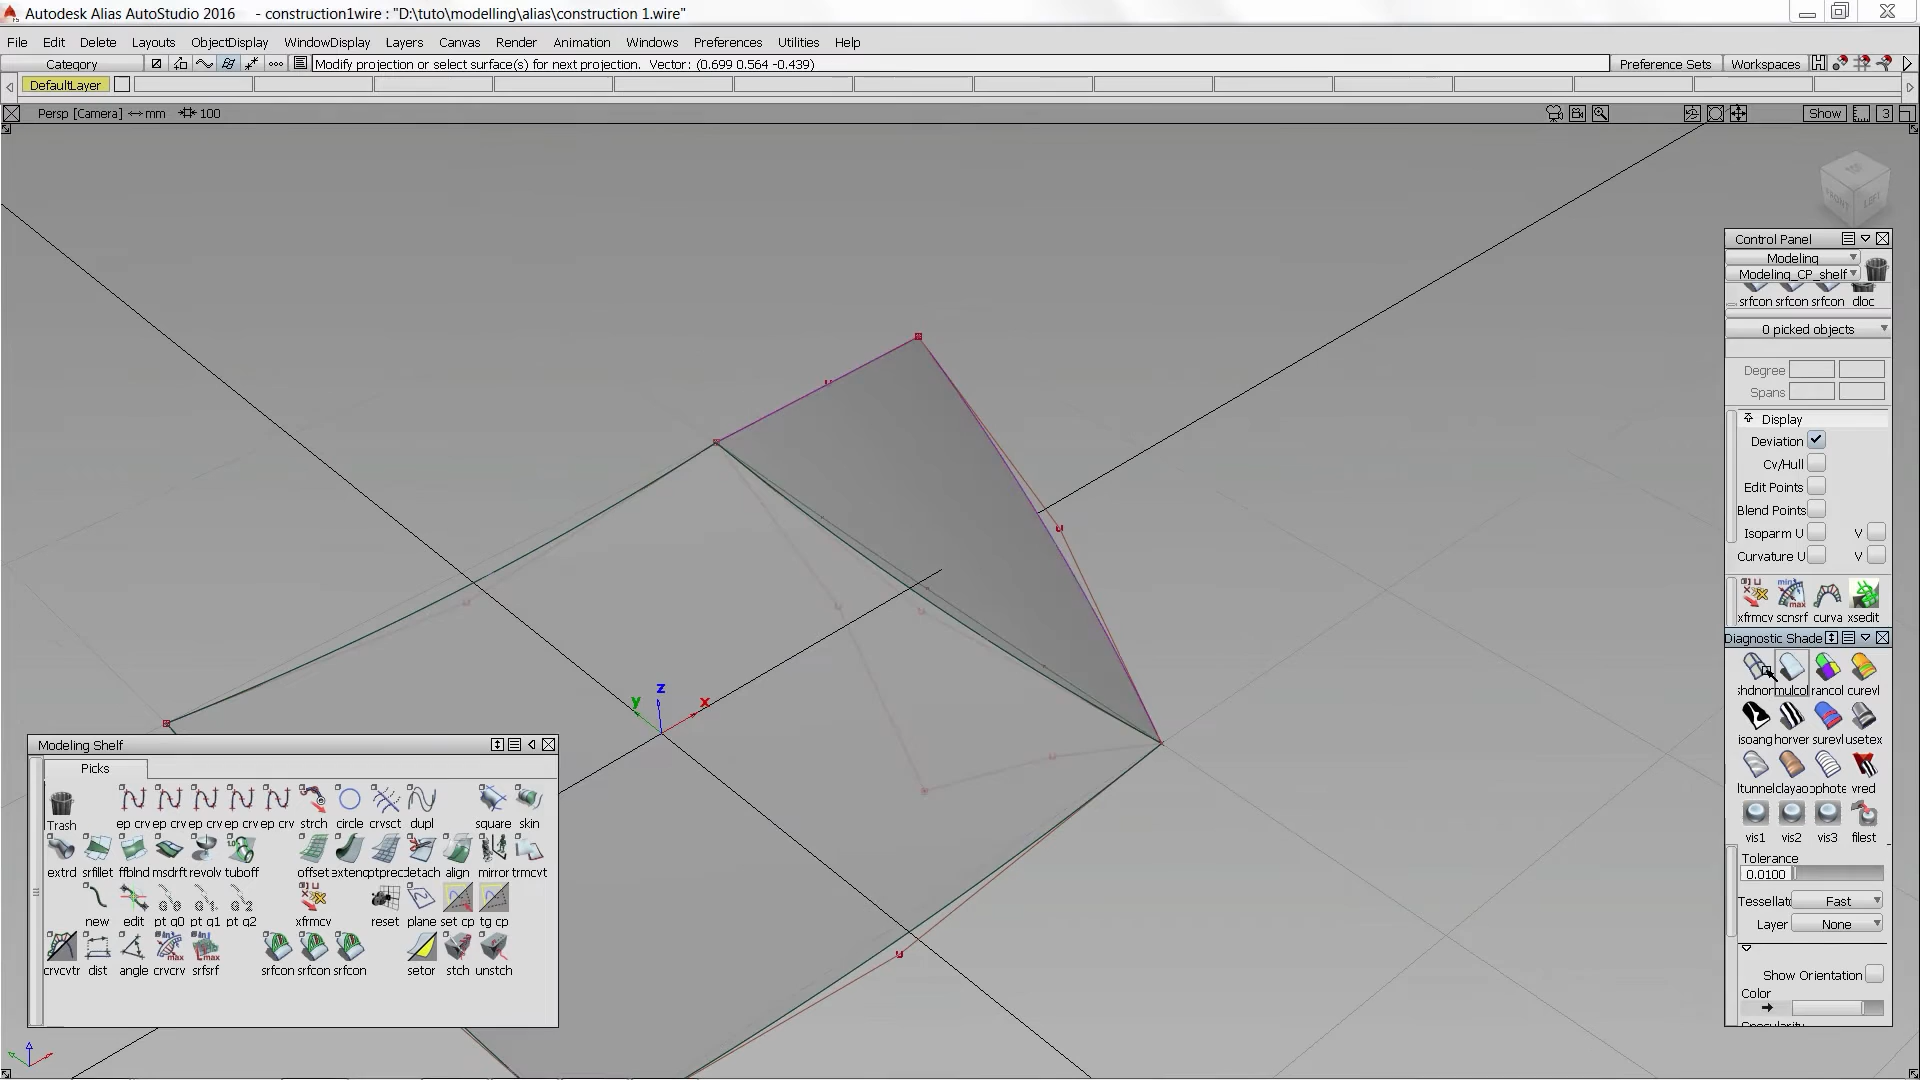 Autodesk Alias AutoStudio 2016 - construction1wire : "D:\tuto\modelling\alias\construction 1.wire"
File Edit Delete Layouts ObjectDisplay WindowDisplay Layers Canvas Render Animation Windows Preferences Utilities Help
Category Modify projection or select surface(s) for next projection. Vector: (0.699 0.564 -0.439) Preference Sets Workspaces
DefaultLayer
Persp [Camera] mm 100 Show 3
FRONT LEFT
Control Panel
Modeling
Modeling_CP_shelf
srfcon srfcon srfcon dloc
0 picked objects
Degree
Spans
Display
Deviation
Cv/Hull
Edit Points
Blend Points
Isoparm U V
Curvature U V
xfrmcv scnsrf curva xsedit
Diagnostic Shade
shdnor mulcol rancol curevl
isoang horver surevl usetex
ltunnel clayao pphote vred
vis1 vis2 vis3 filest
Tolerance
0.0100
Tessellat Fast
Layer None
Show Orientation
Color
z y x
Modeling Shelf
Picks
Trash ep crv ep crv ep crv ep crv ep crv strch circle crvsct dupl square skin
extrd srfillet ffblnd msdrft revolv tuboff offset extenc ptprec detach align mirror trmcvt
new edit pt g0 pt g1 pt g2 xfrmcv reset plane set cp tg cp
crvcvtr dist angle crvcrv srfsrf srfcon srfcon srfcon setor stch unstch